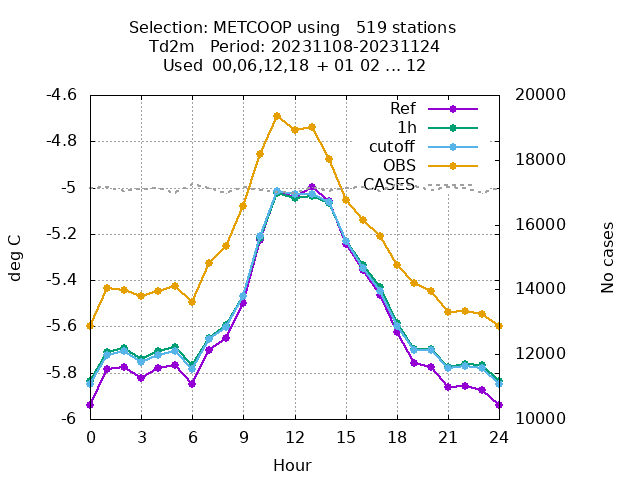 Selection: METCOOP using   519 stations
Td2m   Period: 20231108-20231124
Used  00,06,12,18 + 01 02 ... 12
-4.6
-4.8
-5
-5.2
-5.4
-5.6
-5.8
-6
deg C
20000
18000
16000
14000
12000
10000
No cases
Ref
1h
cutoff
OBS
CASES
0 3 6 9 12 15 18 21 24
Hour